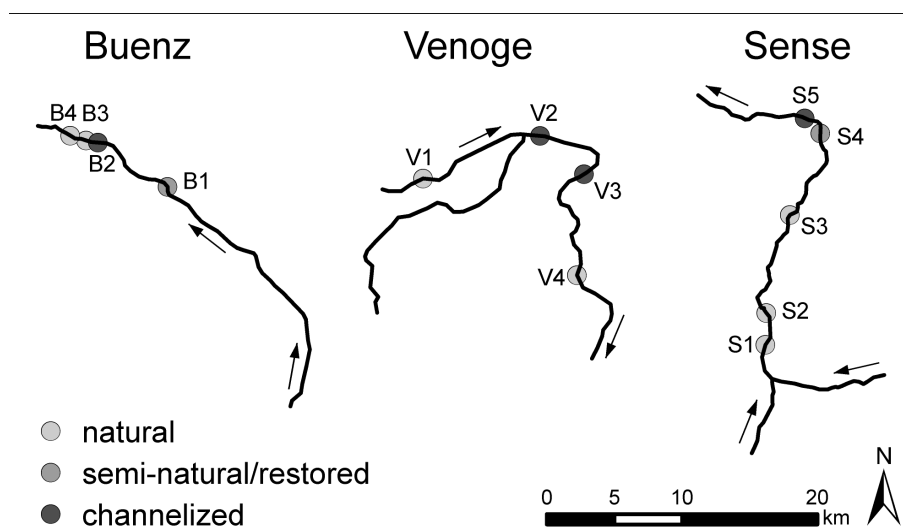 Buenz Venoge Sense
B4 B3
B2
B1
V1
V2
V3
V4
S5
S4
S3
S2
S1
natural
semi-natural/restored
channelized
0 5 10 20
km
N